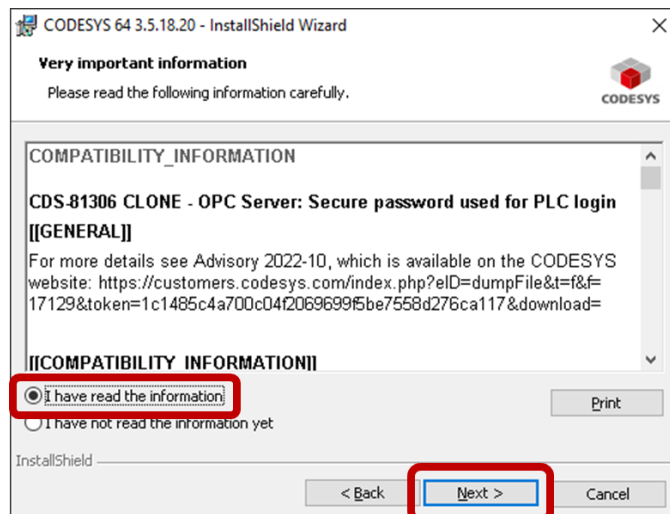 CODESYS 64 3.5.18.20 - InstallShield Wizard
Very important information
Please read the following information carefully.
CODESYS
COMPATIBILITY_INFORMATION
CDS-81306 CLONE - OPC Server: Secure password used for PLC login
[[GENERAL]]
For more details see Advisory 2022-10, which is available on the CODESYS
website: https://customers.codesys.com/index.php?eID=dumpFile&t=f&f=
17129&token=1c1485c4a700c04f2069699f5be7558d276ca117&download=
[[COMPATIBILITY_INFORMATION]]
I have read the information
Print
I have not read the information yet
InstallShield
< Back
Next >
Cancel